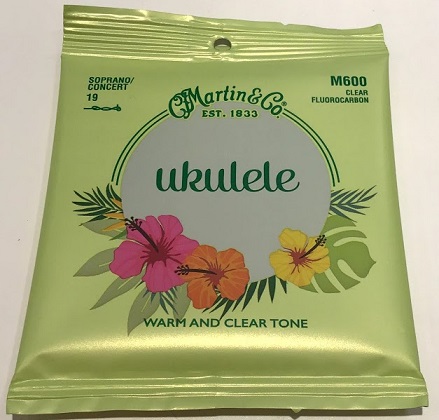 SOPRANO/
CONCERT
19
M600
CLEAR
FLUOROCARBON
C.F. Martin & Co.®
EST. 1833
ukulele
WARM AND CLEAR TONE